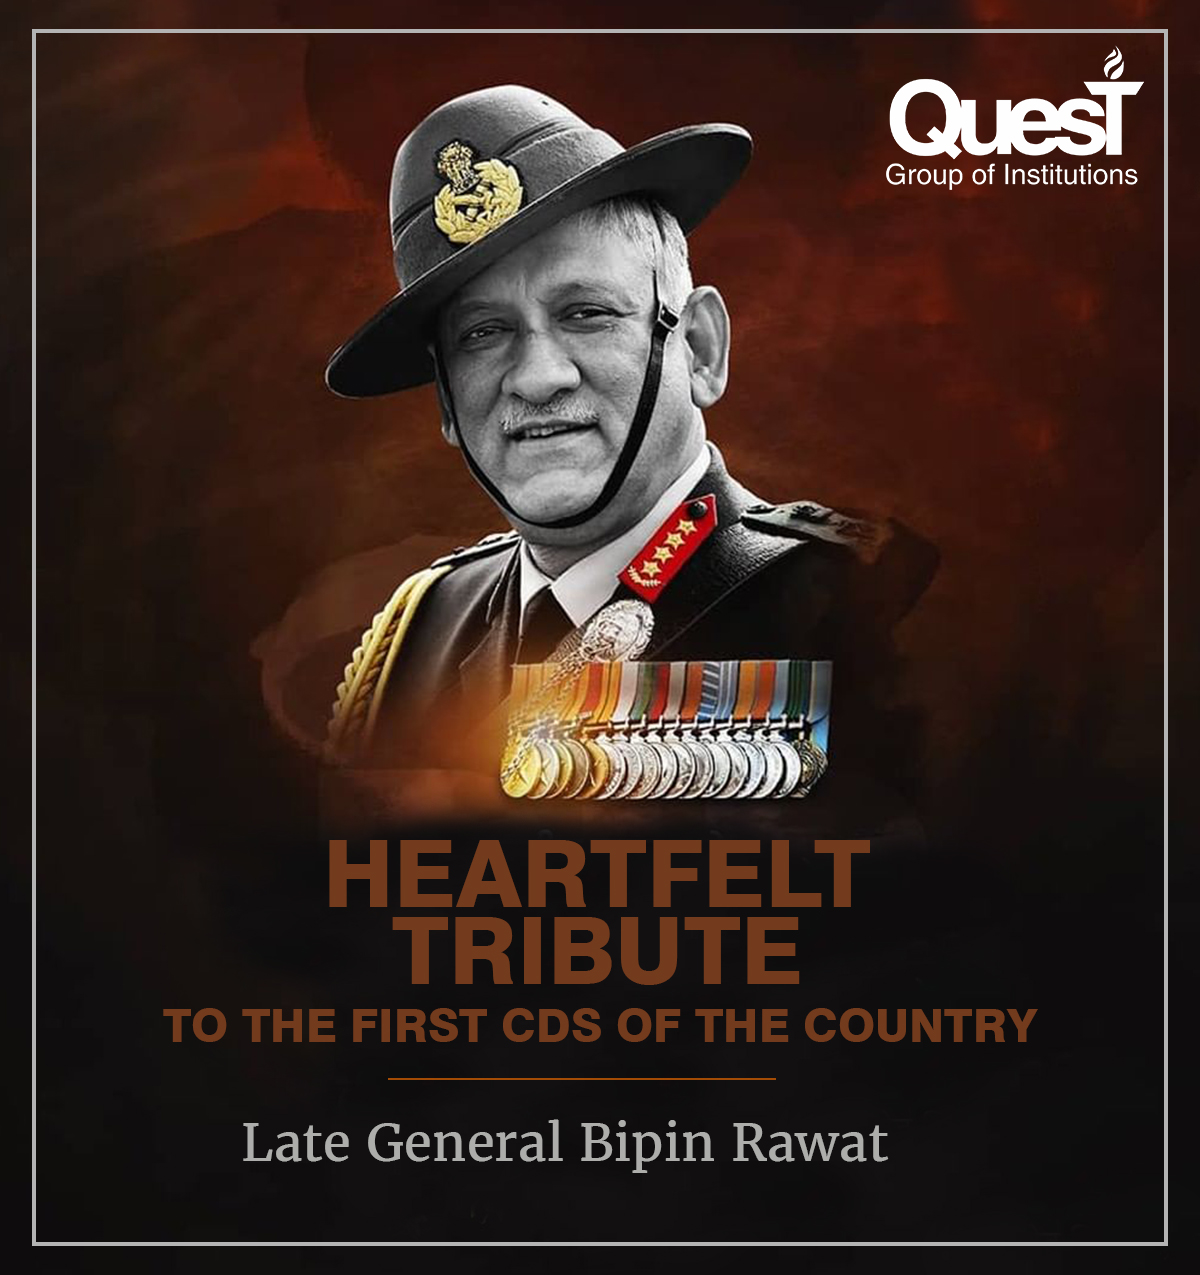 QuesT
Group of Institutions
HEARTFELT
TRIBUTE
TO THE FIRST CDS OF THE COUNTRY
Late General Bipin Rawat